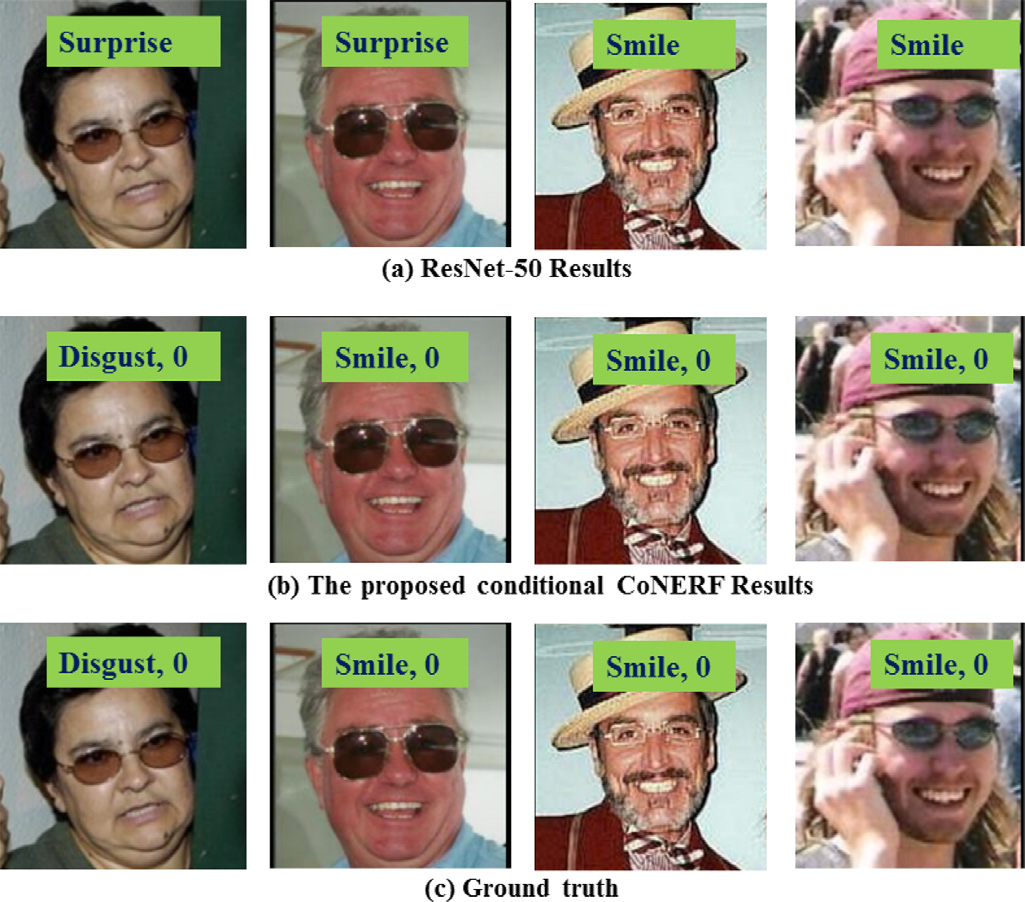 Surprise
Surprise
Smile
Smile
(a) ResNet-50 Results
Disgust, 0
Smile, 0
Smile, 0
Smile, 0
(b) The proposed conditional CoNERF Results
Disgust, 0
Smile, 0
Smile, 0
Smile, 0
(c) Ground truth